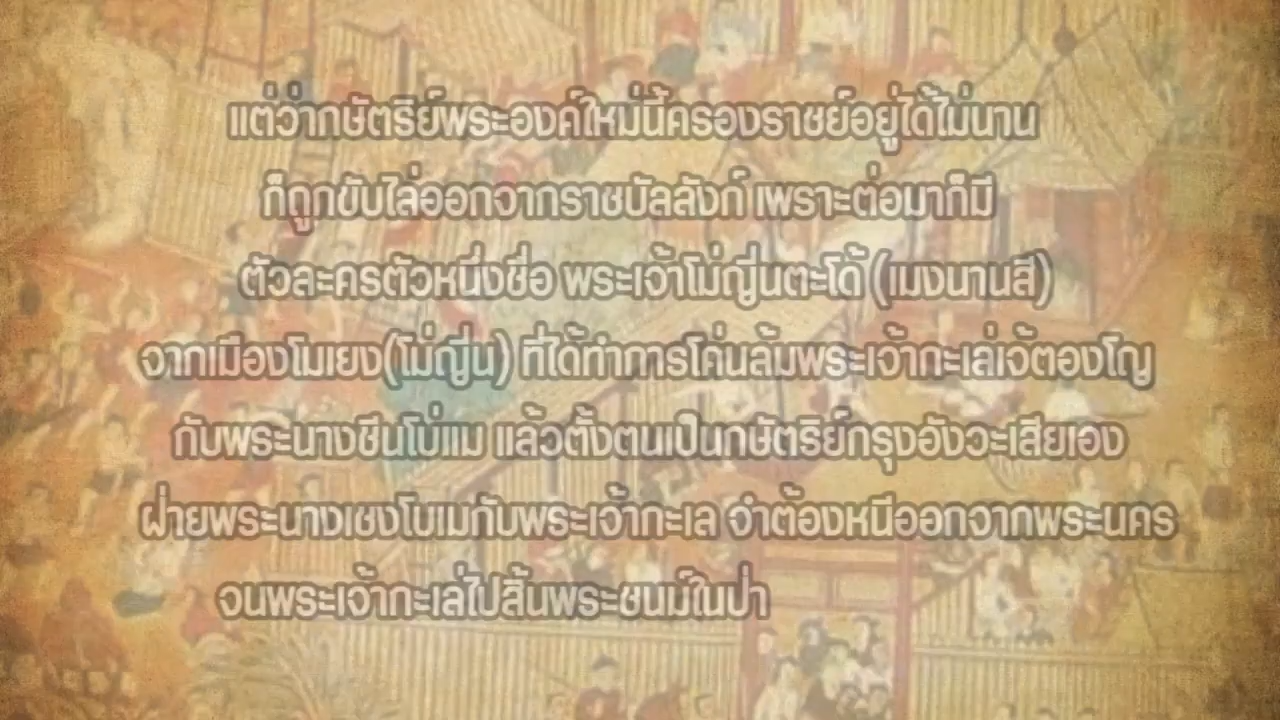 แต่ว่ากษัตริย์พระองค์ใหม่นี้ครองราชย์อยู่ได้ไม่นาน
ก็ถูกขับไล่ออกจากราชบัลลังก์ เพราะต่อมาก็มี
ตัวละครตัวหนึ่งชื่อ พระเจ้าโม่ญี่นตะโด้ (เมงนานสี)
จากเมืองโมเยง(โม่ญี่น) ที่ได้ทำการโค่นล้มพระเจ้ากะเล่เจ้ตองโญ
กับพระนางชีนโบ่แม แล้วตั้งตนเป็นกษัตริย์กรุงอังวะเสียเอง
ฝ่ายพระนางเชงโบเมกับพระเจ้ากะเล จำต้องหนีออกจากพระนคร
จนพระเจ้ากะเล่ไปสิ้นพระชนม์ในป่า